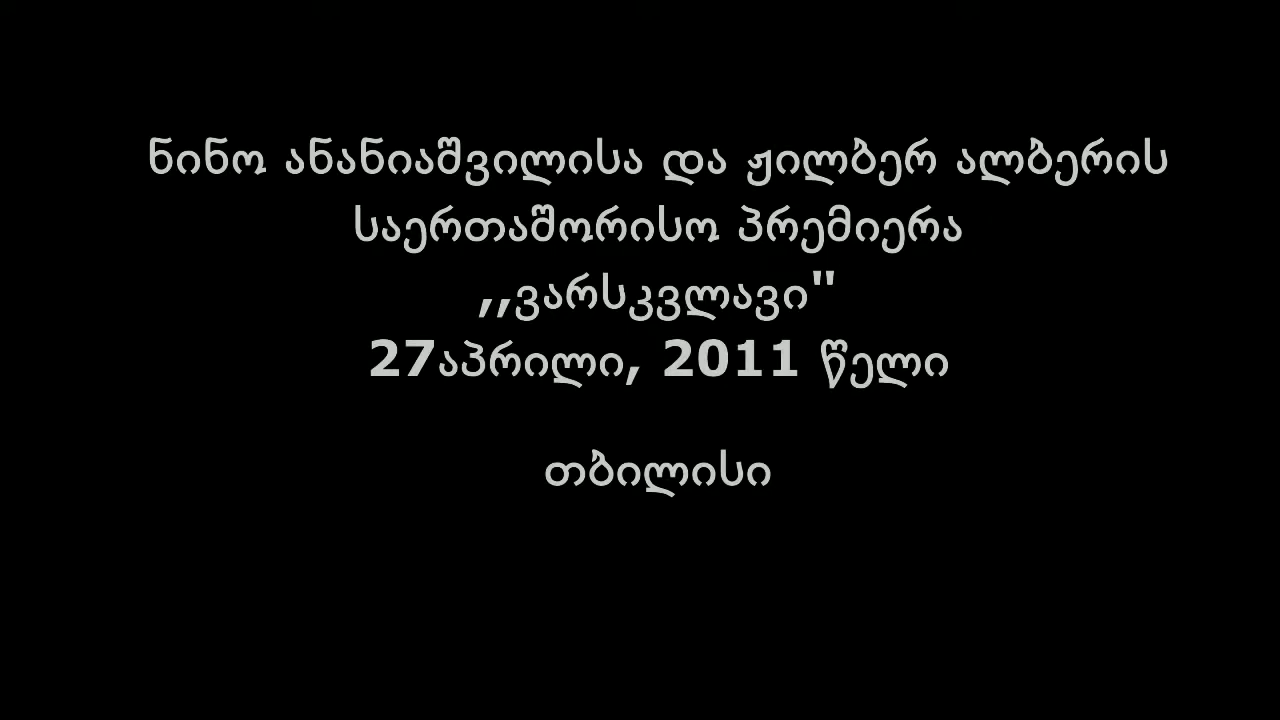 ნინო ანანიაშვილისა და ჟილბერ ალბერის
საერთაშორისო პრემიერა
,,ვარსკვლავი"
27აპრილი, 2011 წელი
თბილისი